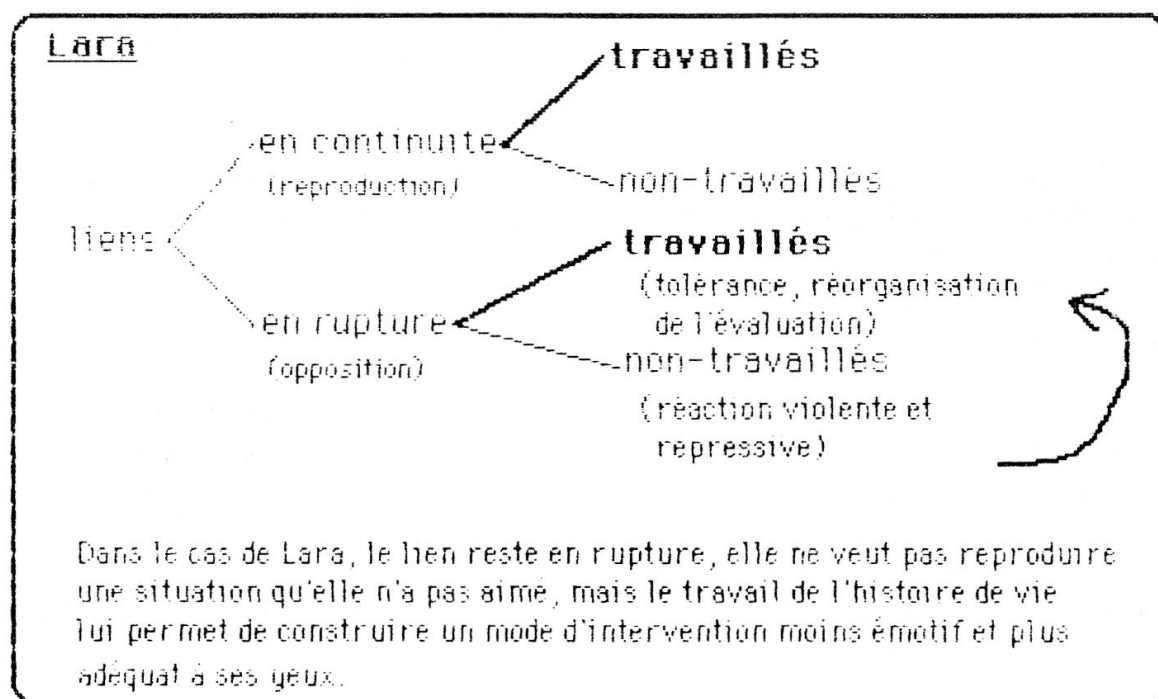 Lara
travaillés
en continuite
(reproduction)
non-travaillés
liens
travaillés
(tolérance, réorganisation
de l'évaluation)
en rupture
(opposition)
non-travaillés
(réaction violente et
repressive)
Dans le cas de Lara, le lien reste en rupture, elle ne veut pas reproduire
une situation qu'elle n'a pas aimé, mais le travail de l'histoire de vie
lui permet de construire un mode d'intervention moins émotif et plus
adéquat à ses yeux.